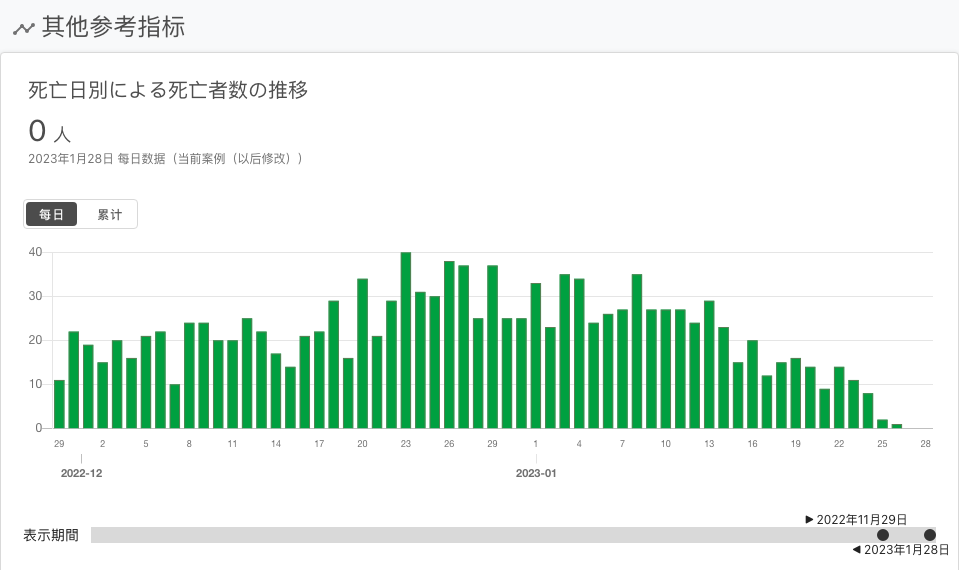 其他参考指标
死亡日別による死亡者数の推移
0 人
2023年1月28日 每日数据（当前案例（以后修改））
每日 累计
40
30
20
10
0
29 2 5 8 11 14 17 20 23 26 29 1 4 7 10 13 16 19 22 25 28
2022-12 2023-01
▶ 2022年11月29日
表示期間
◀ 2023年1月28日